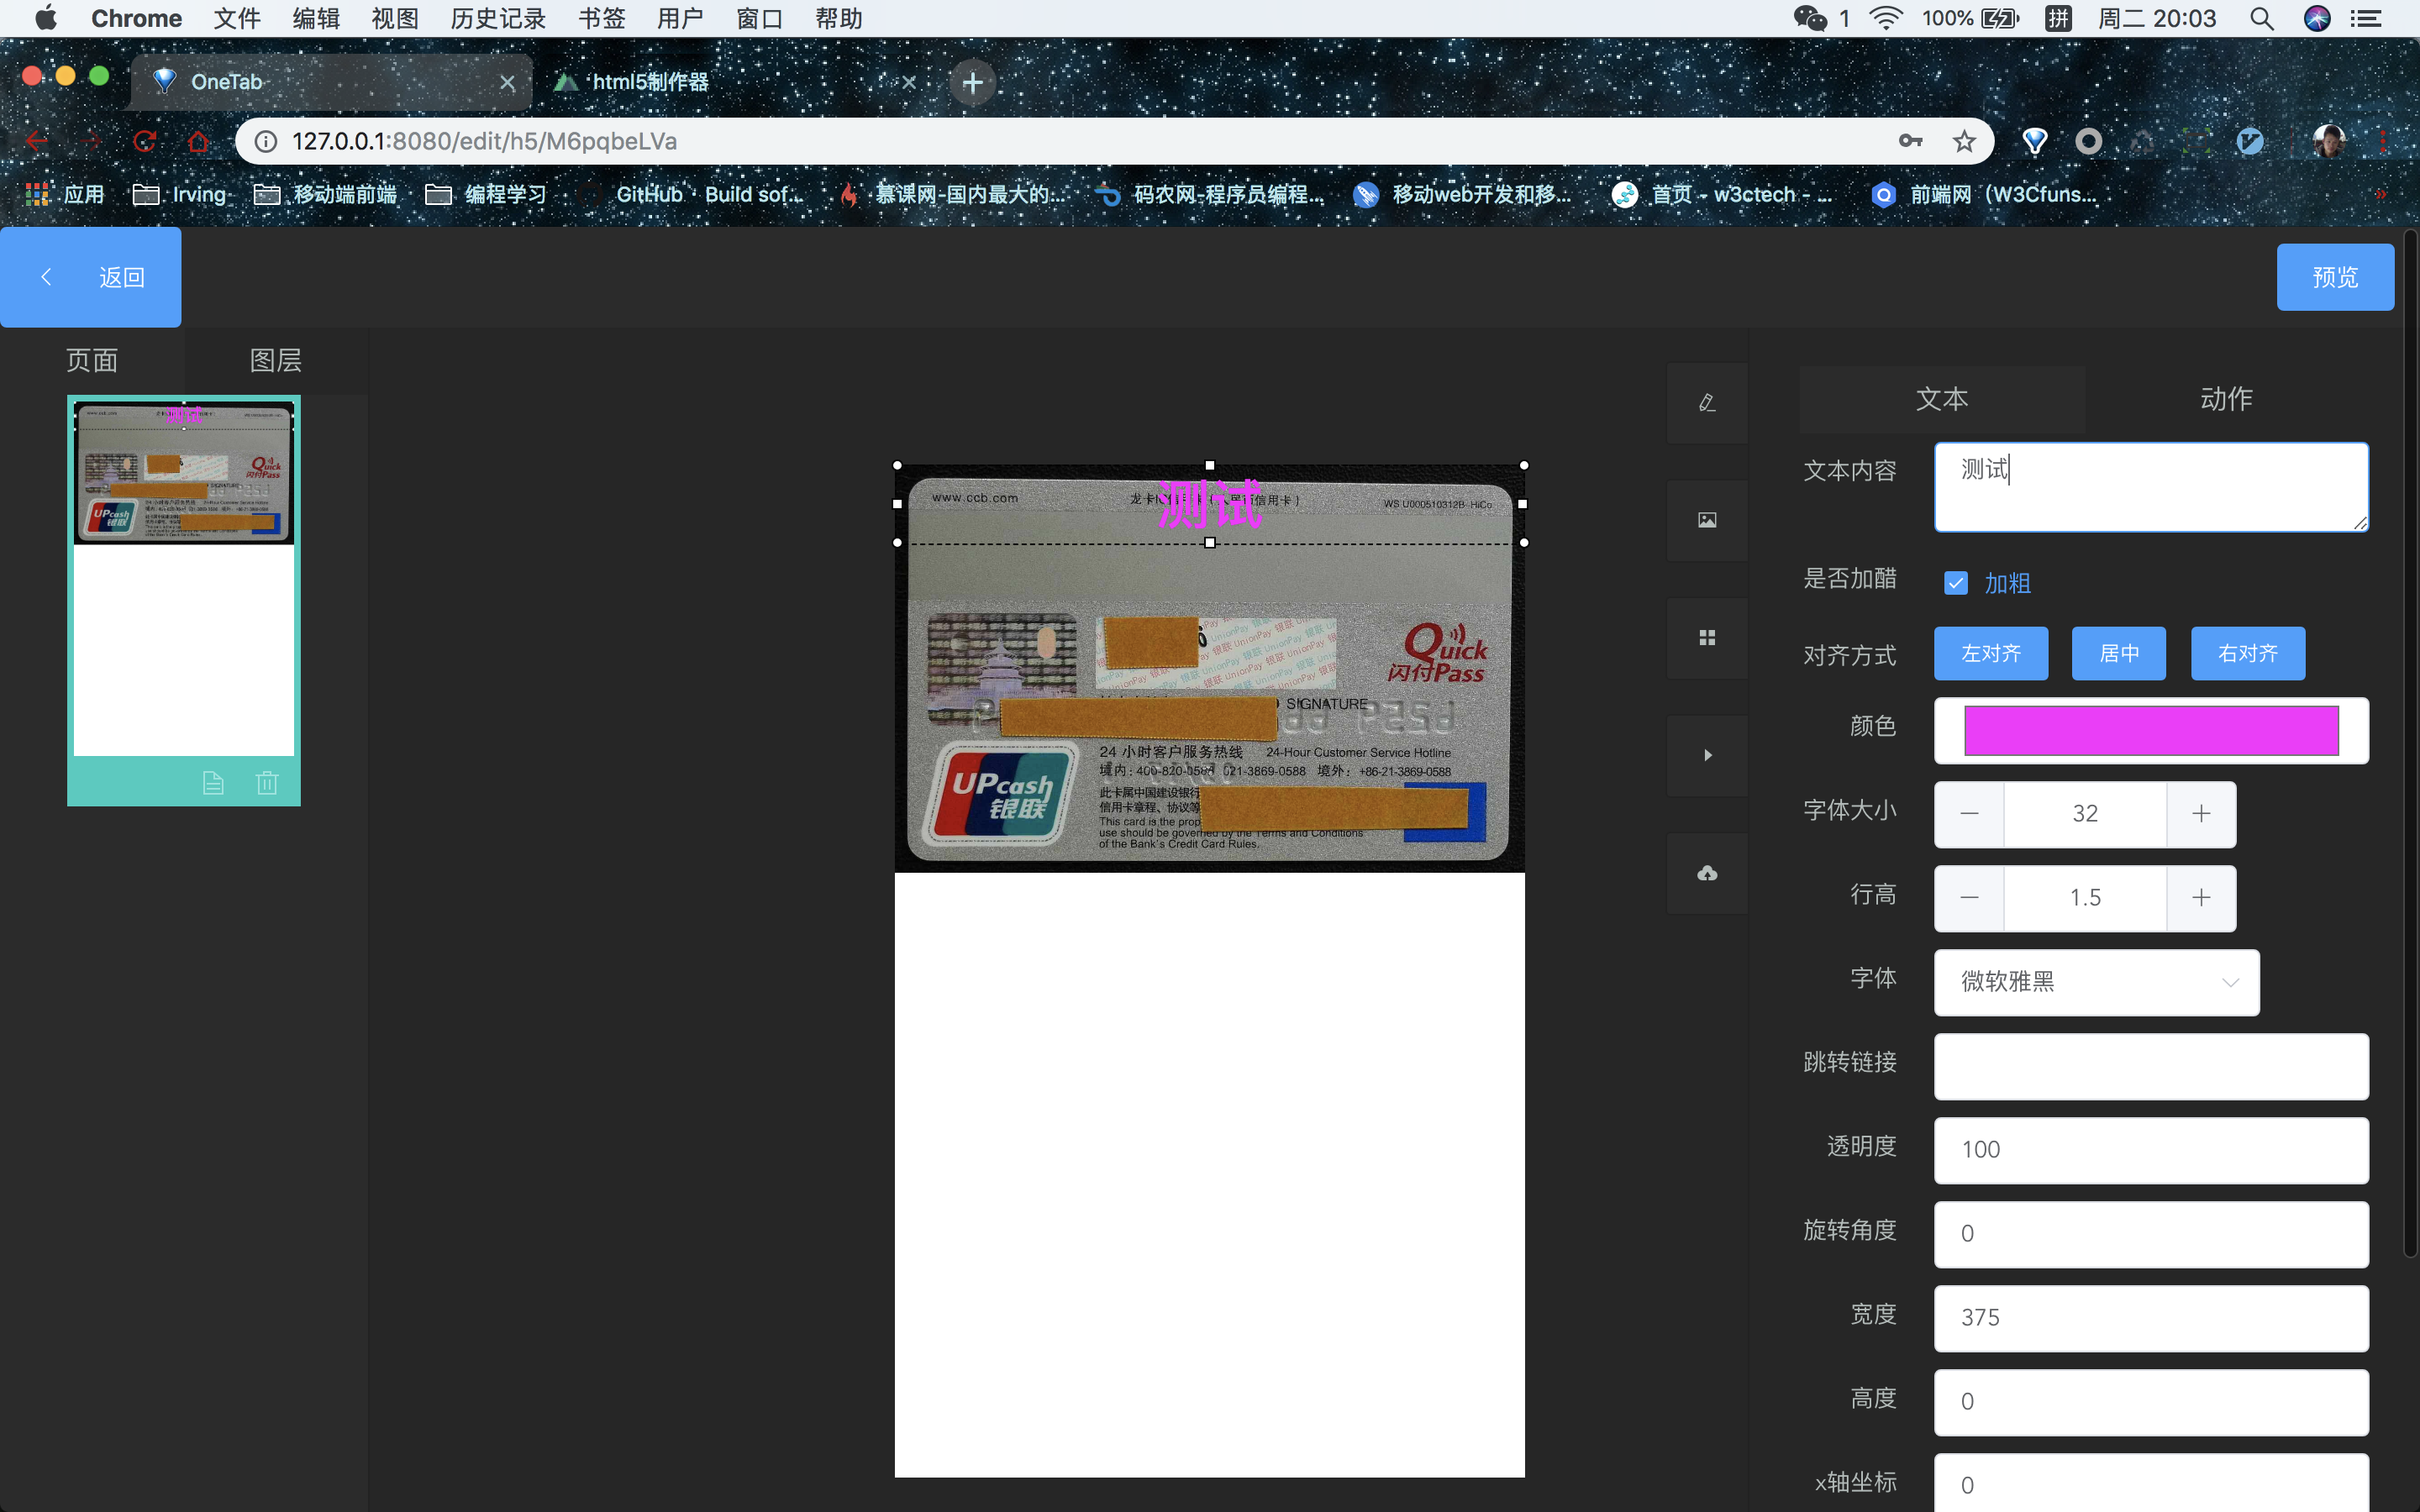 Chrome 文件 编辑 视图 历史记录 书签 用户 窗口 帮助 1 100% 拼 周二 20:03
OneTab html5制作器
127.0.0.1:8080/edit/h5/M6pqbeLVa
应用 Irving 移动端前端 编程学习 GitHub · Build sof... 慕课网-国内最大的... 码农网-程序员编程... 移动web开发和移... 首页 - w3ctech - ... 前端网（W3Cfuns...
返回 预览
页面 图层
文本 动作
文本内容 测试
是否加醋 加粗
对齐方式 左对齐 居中 右对齐
颜色
字体大小 32
行高 1.5
字体 微软雅黑
跳转链接
透明度 100
旋转角度 0
宽度 375
高度 0
x轴坐标 0
www.ccb.com
测试
WS U000510312B- HiCo
Quick
闪付Pass
SIGNATURE
UPcash
银联
24 小时客户服务热线 24-Hour Customer Service Hotline
境内：400-820-0588 021-3869-0588 境外：+86-21-3869-0588
此卡属中国建设银行
信用卡章程、协议等
This card is the prop
use should be governed by the Terms and Conditions
of the Bank's Credit Card Rules.